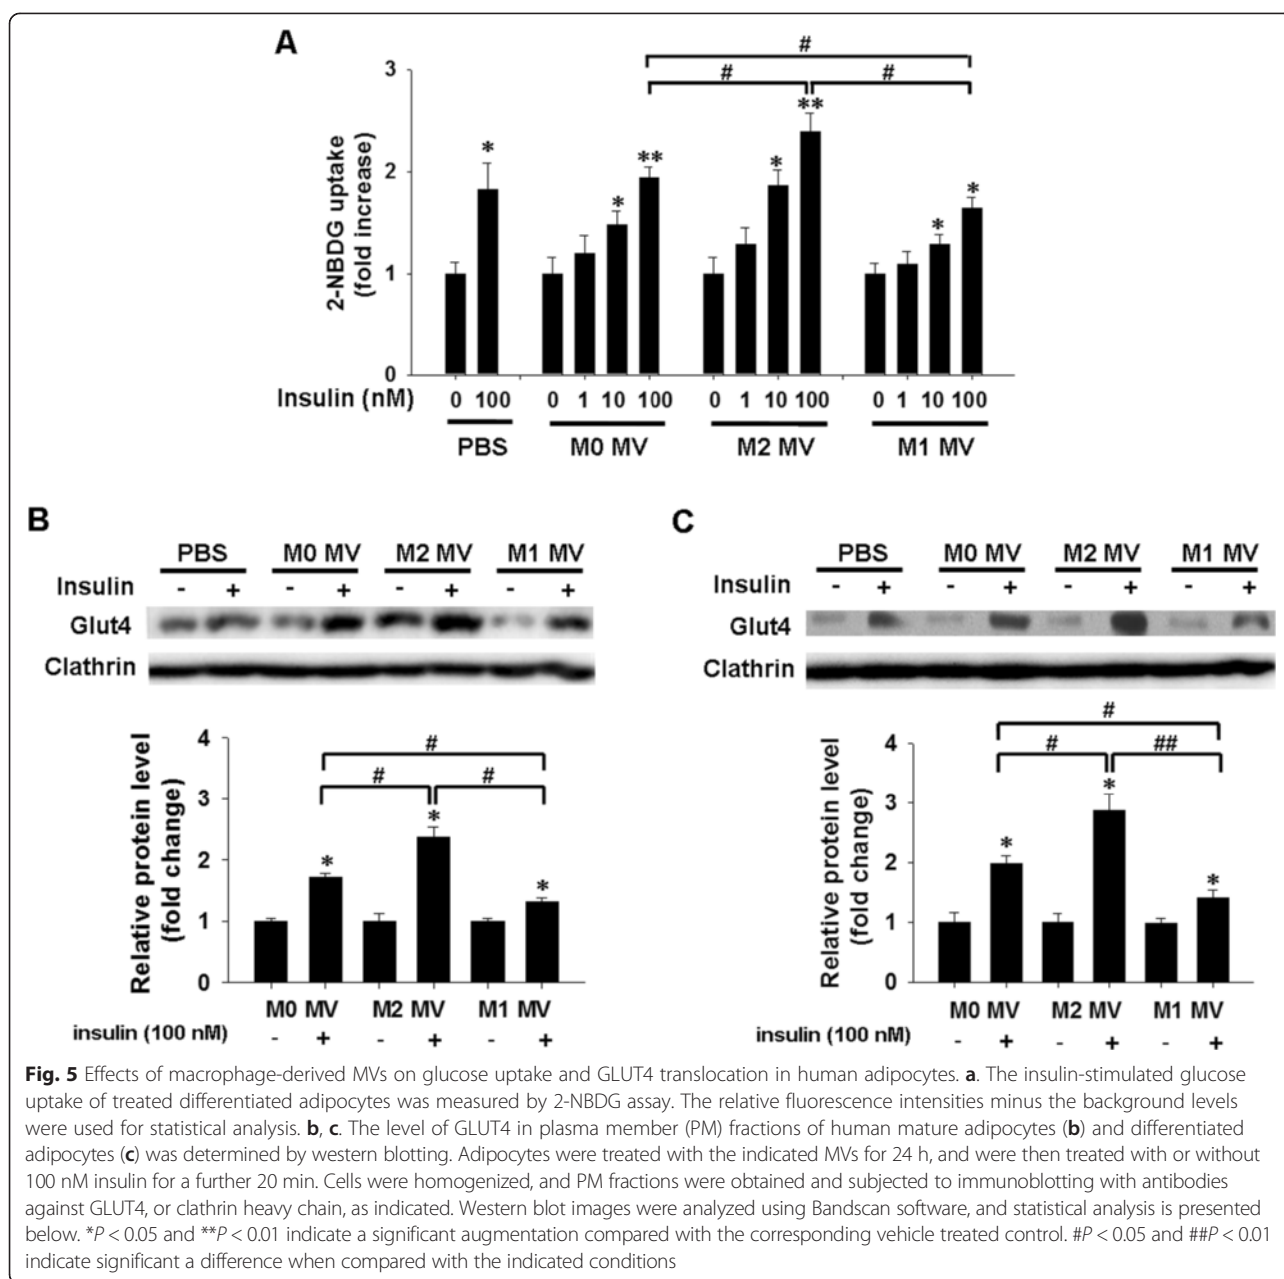 A
#
# #
3
2
1
0
2-NBDG uptake
(fold increase)
* * ** * ** * *
Insulin (nM) 0 100 0 1 10 100 0 1 10 100 0 1 10 100
PBS M0 MV M2 MV M1 MV
B
PBS M0 MV M2 MV M1 MV
Insulin - + - + - + - +
Glut4
Clathrin
Relative protein level
(fold change)
4
3
2
1
0
#
# #
* * *
M0 MV M2 MV M1 MV
insulin (100 nM) - + - + - +
C
PBS M0 MV M2 MV M1 MV
Insulin - + - + - + - +
Glut4
Clathrin
Relative protein level
(fold change)
4
3
2
1
0
#
# ##
* * *
M0 MV M2 MV M1 MV
insulin (100 nM) - + - + - +
Fig. 5 Effects of macrophage-derived MVs on glucose uptake and GLUT4 translocation in human adipocytes. a. The insulin-stimulated glucose
uptake of treated differentiated adipocytes was measured by 2-NBDG assay. The relative fluorescence intensities minus the background levels
were used for statistical analysis. b, c. The level of GLUT4 in plasma member (PM) fractions of human mature adipocytes (b) and differentiated
adipocytes (c) was determined by western blotting. Adipocytes were treated with the indicated MVs for 24 h, and were then treated with or without
100 nM insulin for a further 20 min. Cells were homogenized, and PM fractions were obtained and subjected to immunoblotting with antibodies
against GLUT4, or clathrin heavy chain, as indicated. Western blot images were analyzed using Bandscan software, and statistical analysis is presented
below. *P < 0.05 and **P < 0.01 indicate a significant augmentation compared with the corresponding vehicle treated control. #P < 0.05 and ##P < 0.01
indicate significant a difference when compared with the indicated conditions